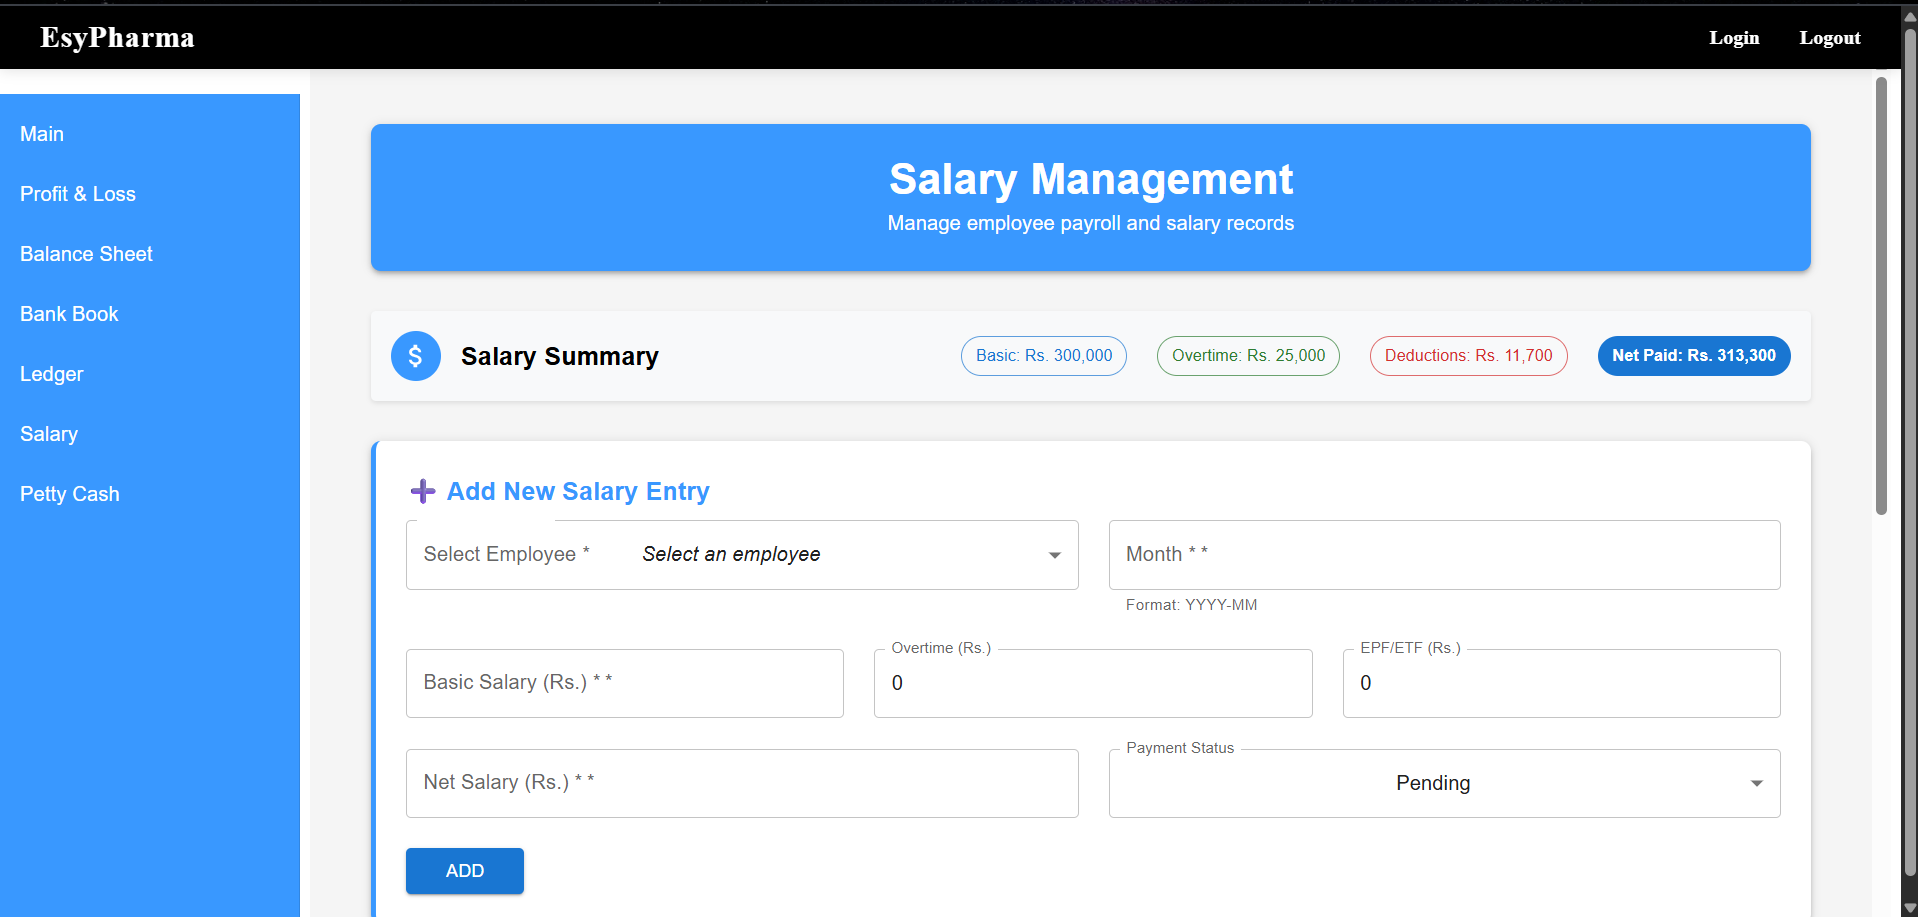 EsyPharma
Login
Logout
Main
Profit & Loss
Balance Sheet
Bank Book
Ledger
Salary
Petty Cash
Salary Management
Manage employee payroll and salary records
$
Salary Summary
Basic: Rs. 300,000
Overtime: Rs. 25,000
Deductions: Rs. 11,700
Net Paid: Rs. 313,300
Add New Salary Entry
Select Employee *
Select an employee
Month * *
Format: YYYY-MM
Basic Salary (Rs.) * *
Overtime (Rs.)
0
EPF/ETF (Rs.)
0
Net Salary (Rs.) * *
Payment Status
Pending
ADD